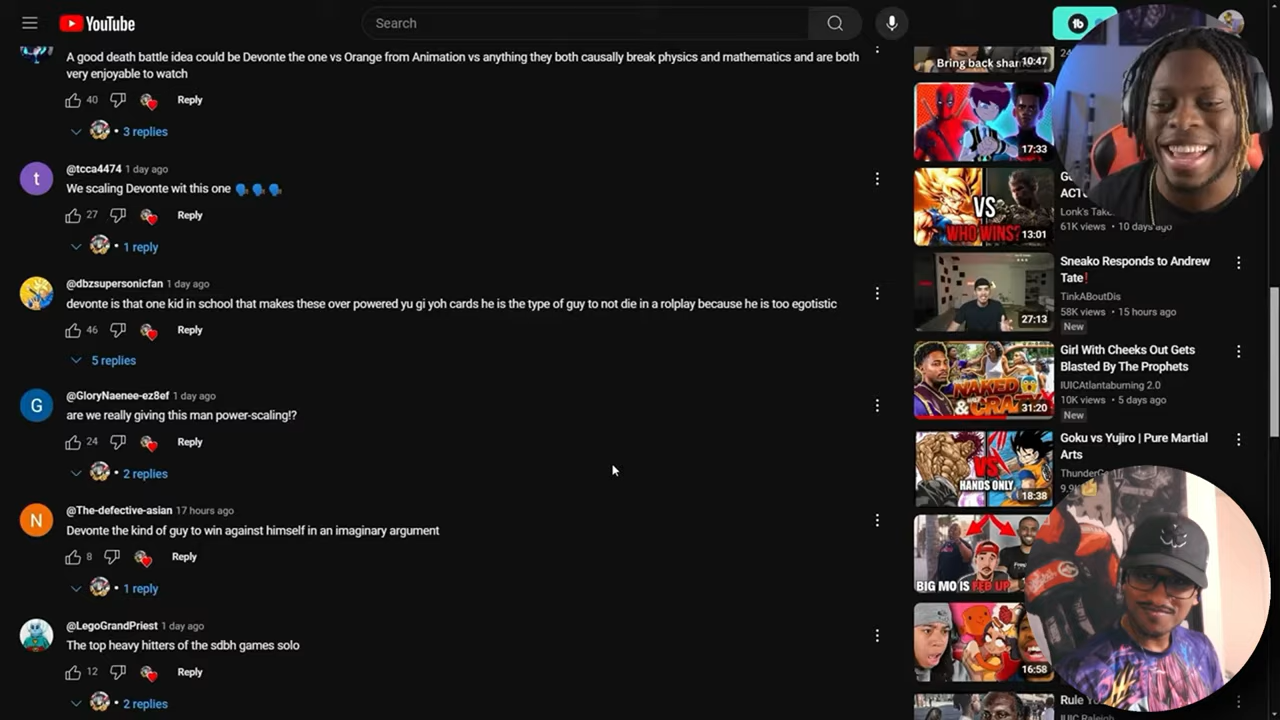 YouTube
Search
A good death battle idea could be Devonte the one vs Orange from Animation vs anything they both causally break physics and mathematics and are both
very enjoyable to watch
40
Reply
3 replies
@tcca4474 1 day ago
We scaling Devonte wit this one 🗣️🗣️🗣️
27
Reply
1 reply
@dbzsupersonicfan 1 day ago
devonte is that one kid in school that makes these over powered yu gi yoh cards he is the type of guy to not die in a rolplay because he is too egotistic
46
Reply
5 replies
@GloryNaenee-ez8ef 1 day ago
are we really giving this man power-scaling!?
24
Reply
2 replies
@The-defective-asian 17 hours ago
Devonte the kind of guy to win against himself in an imaginary argument
8
Reply
1 reply
@LegoGrandPriest 1 day ago
The top heavy hitters of the sdbh games solo
12
Reply
2 replies
Bring back shar
10:47
17:33
VS
WHO WINS?
13:01
Lonk's Take
61K views • 10 days ago
27:13
Sneako Responds to Andrew
Tate❗
TinkABoutDis
58K views • 15 hours ago
New
NAKED
& CRAZY
31:20
Girl With Cheeks Out Gets
Blasted By The Prophets
IUICAtlantaburning 2.0
10K views • 5 days ago
New
VS
HANDS ONLY
18:38
Goku vs Yujiro | Pure Martial
Arts
BIG MO IS FED UP
16:58
Rule
IUIC Raleigh
t
G
N